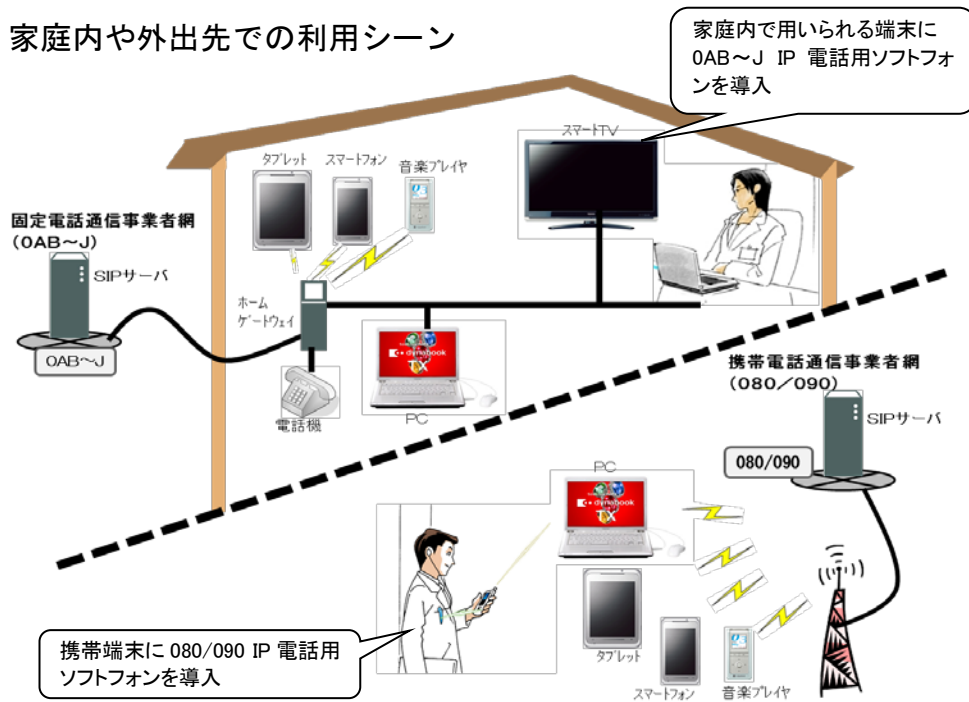 家庭内や外出先での利用シーン
家庭内で用いられる端末に
0AB～J IP 電話用ソフトフォ
ンを導入
スマートTV
タブレット
スマートフォン
音楽プレイヤ
固定電話通信事業者網
(0AB～J)
SIPサーバ
0AB～J
ホーム
ゲートウェイ
電話機
dynabook
TX
PC
携帯電話通信事業者網
(080／090)
SIPサーバ
080/090
PC
dynabook
TX
タブレット
スマートフォン
音楽プレイヤ
携帯端末に 080/090 IP 電話用
ソフトフォンを導入